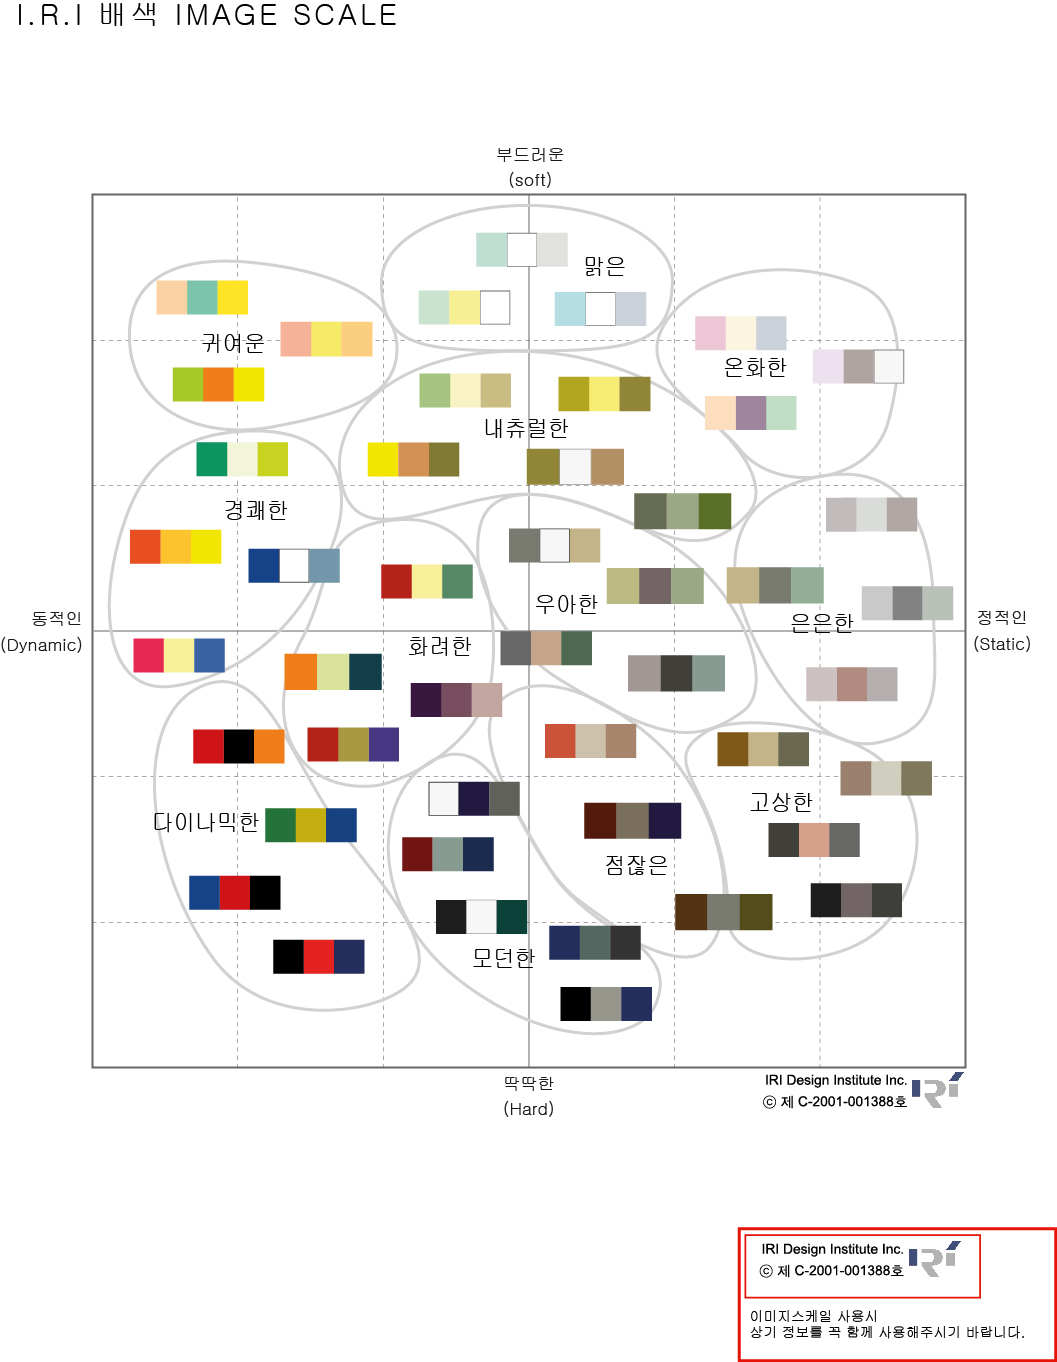 I.R.I 배색 IMAGE SCALE
부드러운
(soft)
맑은
귀여운
온화한
내츄럴한
경쾌한
우아한
동적인
(Dynamic)
정적인
(Static)
은은한
화려한
고상한
다이나믹한
점잖은
모던한
딱딱한
(Hard)
IRI Design Institute Inc.
ⓒ 제 C-2001-001388호
IRI
IRI Design Institute Inc.
ⓒ 제 C-2001-001388호
IRI
이미지스케일 사용시
상기 정보를 꼭 함께 사용해주시기 바랍니다.